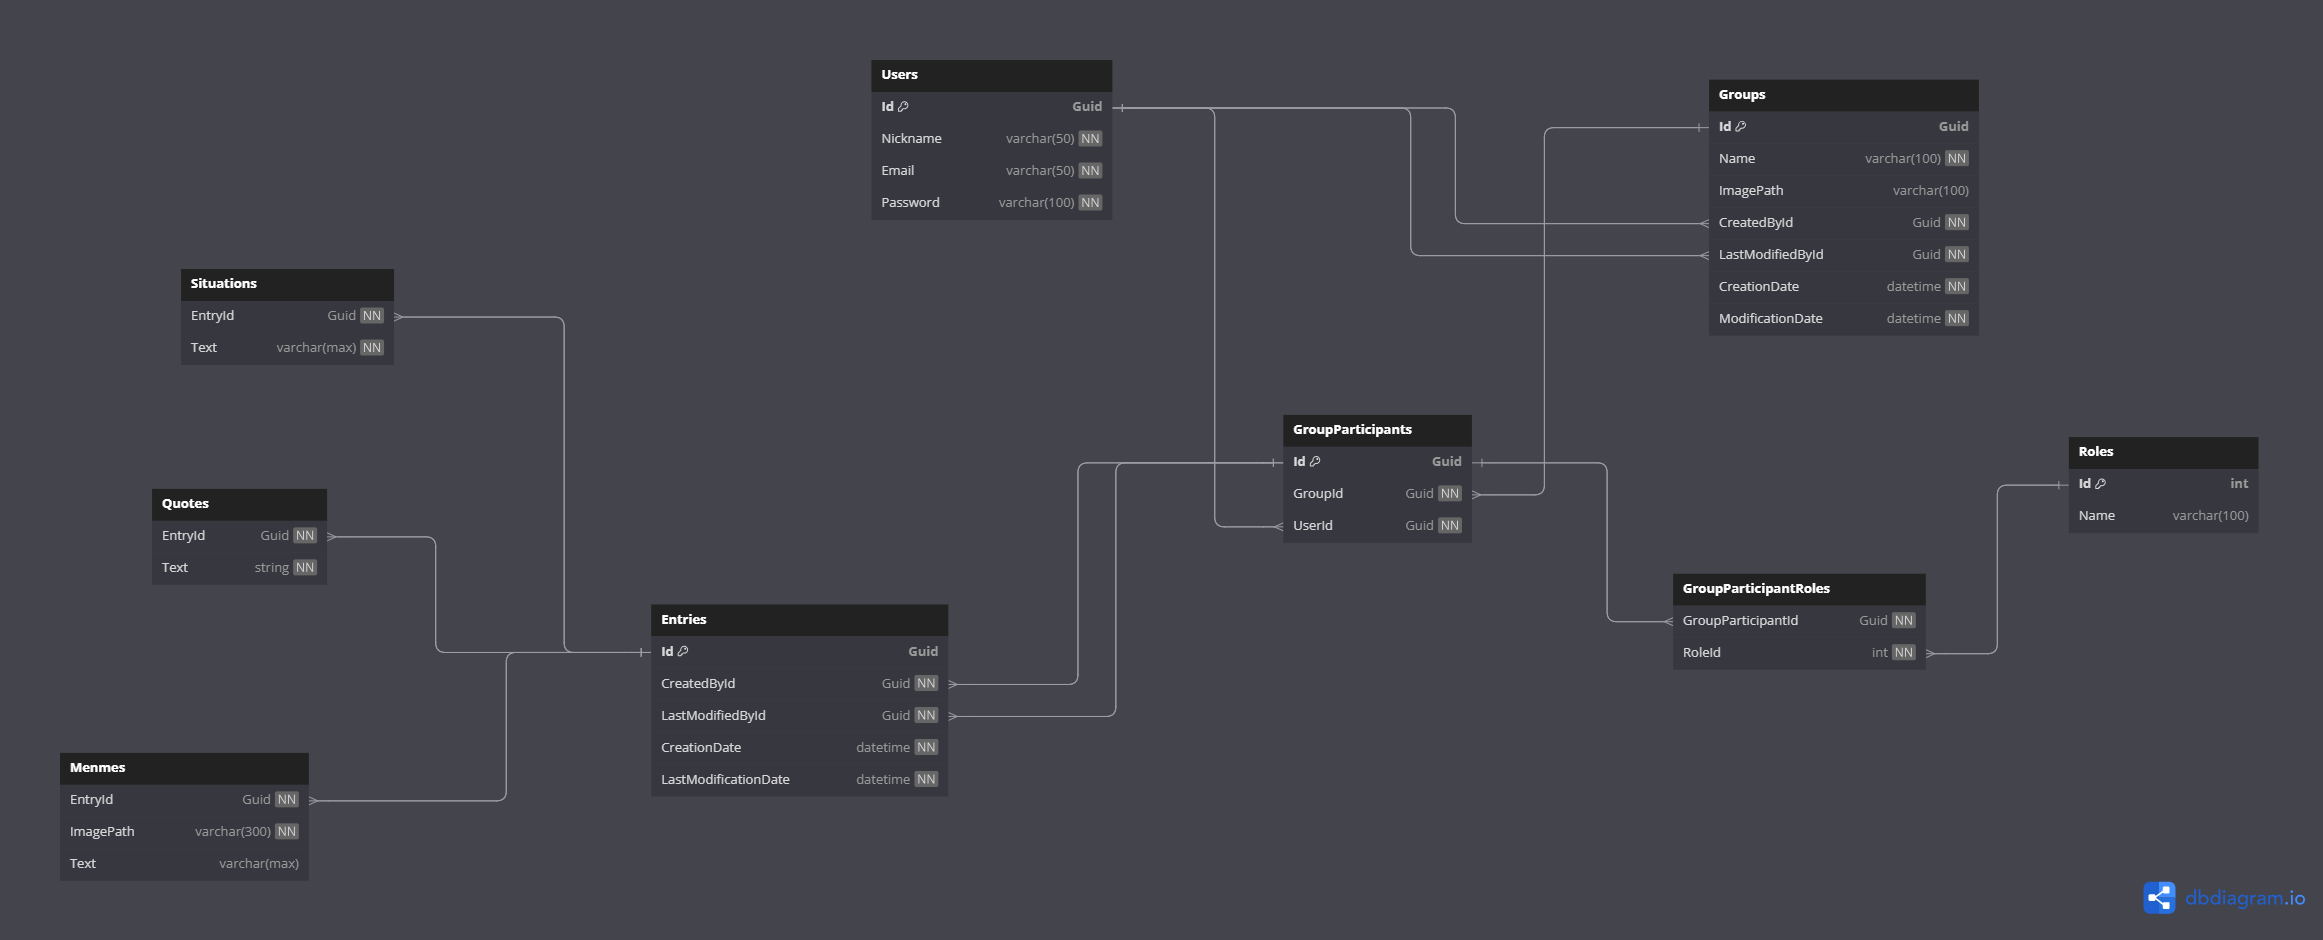 Users
Id Guid
Nickname varchar(50) NN
Email varchar(50) NN
Password varchar(100) NN
Groups
Id Guid
Name varchar(100) NN
ImagePath varchar(100)
CreatedById Guid NN
LastModifiedById Guid NN
CreationDate datetime NN
ModificationDate datetime NN
Situations
EntryId Guid NN
Text varchar(max) NN
GroupParticipants
Id Guid
GroupId Guid NN
UserId Guid NN
Roles
Id int
Name varchar(100)
Quotes
EntryId Guid NN
Text string NN
GroupParticipantRoles
GroupParticipantId Guid NN
RoleId int NN
Entries
Id Guid
CreatedById Guid NN
LastModifiedById Guid NN
CreationDate datetime NN
LastModificationDate datetime NN
Menmes
EntryId Guid NN
ImagePath varchar(300) NN
Text varchar(max)
dbdiagram.io